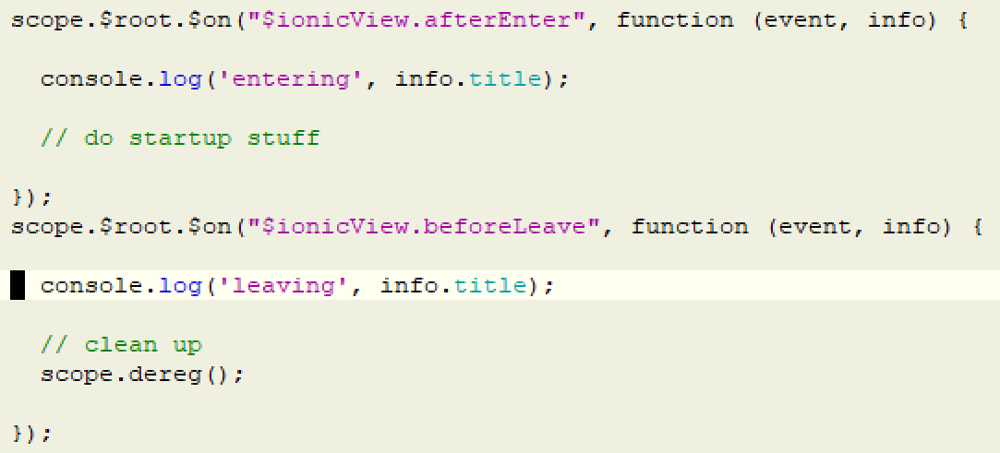 scope.$root.$on("$ionicView.afterEnter", function (event, info) {
console.log('entering', info.title);
// do startup stuff
});
scope.$root.$on("$ionicView.beforeLeave", function (event, info) {
console.log('leaving', info.title);
// clean up
scope.dereg();
});